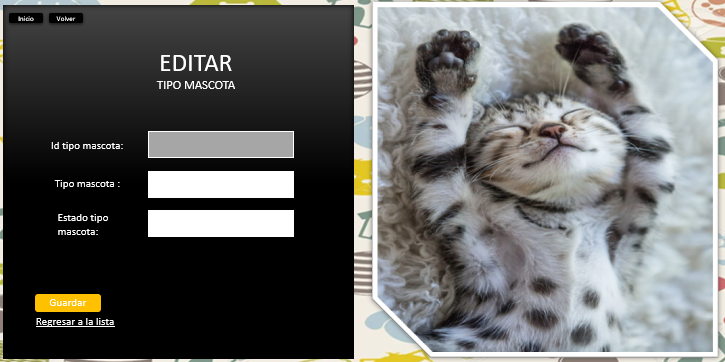 Inicio Volver
EDITAR
TIPO MASCOTA
Id tipo mascota:
Tipo mascota :
Estado tipo
mascota:
Guardar
Regresar a la lista